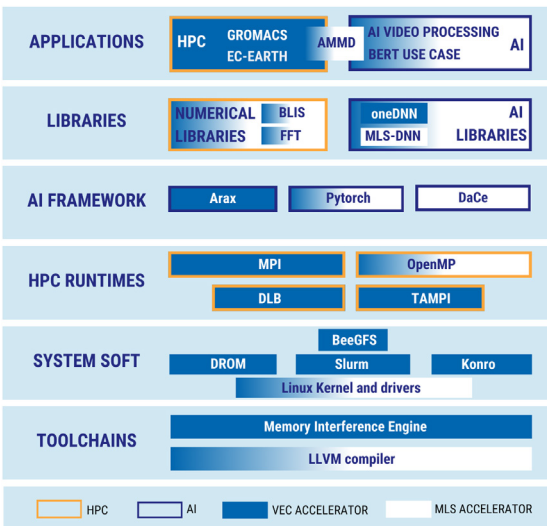 APPLICATIONS
HPC
GROMACS
EC-EARTH
AMMD
AI VIDEO PROCESSING
BERT USE CASE
AI
LIBRARIES
NUMERICAL
LIBRARIES
BLIS
FFT
oneDNN
MLS-DNN
AI
LIBRARIES
AI FRAMEWORK
Arax
Pytorch
DaCe
HPC RUNTIMES
MPI
OpenMP
DLB
TAMPI
SYSTEM SOFT
BeeGFS
DROM
Slurm
Konro
Linux Kernel and drivers
TOOLCHAINS
Memory Interference Engine
LLVM compiler
HPC
AI
VEC ACCELERATOR
MLS ACCELERATOR